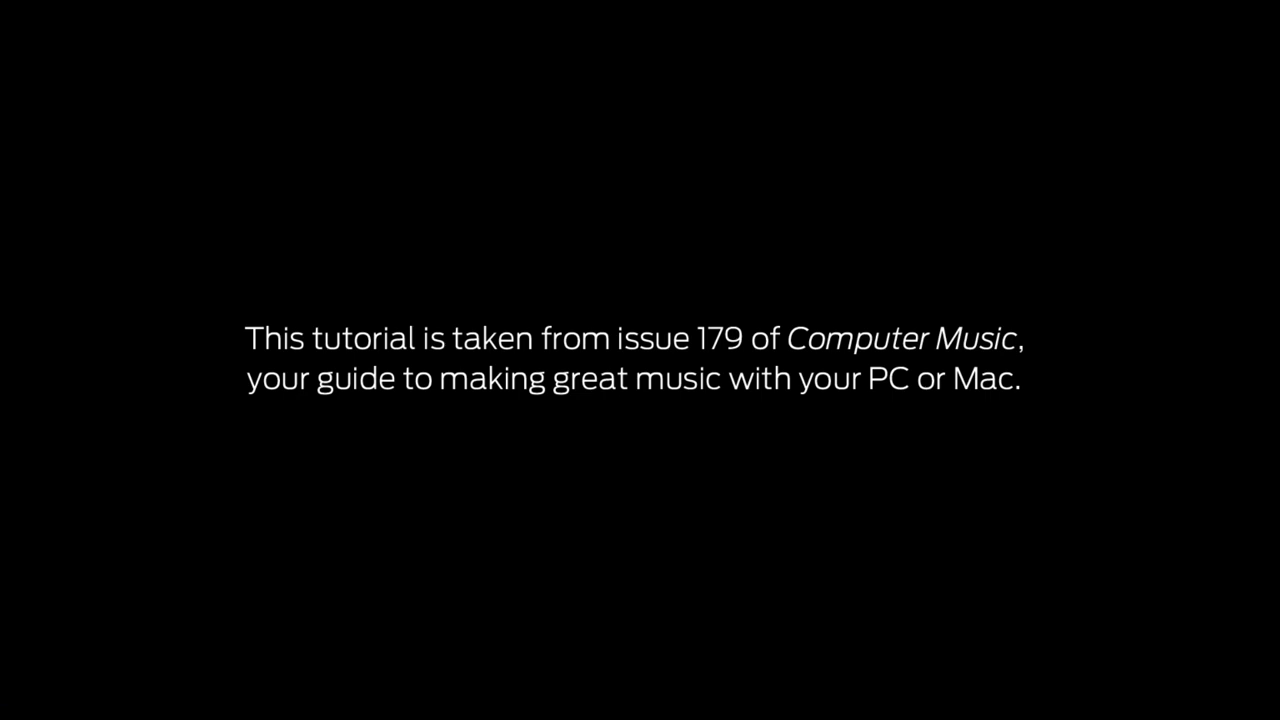 This tutorial is taken from issue 179 of Computer Music,
your guide to making great music with your PC or Mac.